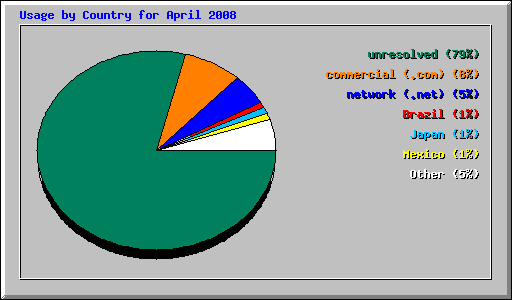 Usage by Country for April 2008
unresolved (79%)
commercial (.com) (8%)
network (.net) (5%)
Brazil (1%)
Japan (1%)
Mexico (1%)
Other (5%)